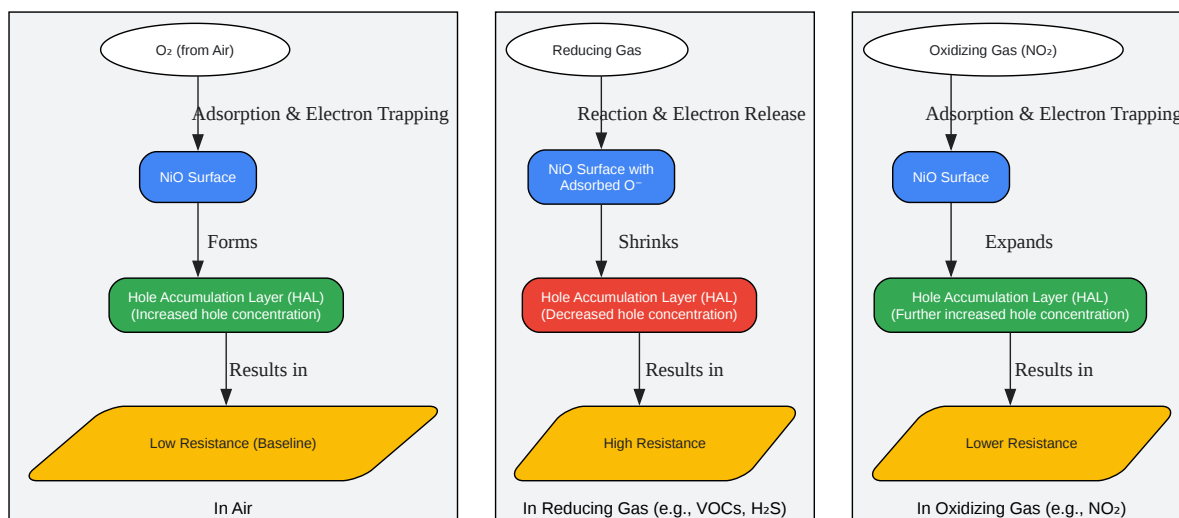 O₂ (from Air)
Adsorption & Electron Trapping
NiO Surface
Forms
Hole Accumulation Layer (HAL)
(Increased hole concentration)
Results in
Low Resistance (Baseline)
In Air
Reducing Gas
Reaction & Electron Release
NiO Surface with
Adsorbed O⁻
Shrinks
Hole Accumulation Layer (HAL)
(Decreased hole concentration)
Results in
High Resistance
In Reducing Gas (e.g., VOCs, H₂S)
Oxidizing Gas (NO₂)
Adsorption & Electron Trapping
NiO Surface
Expands
Hole Accumulation Layer (HAL)
(Further increased hole concentration)
Results in
Lower Resistance
In Oxidizing Gas (e.g., NO₂)